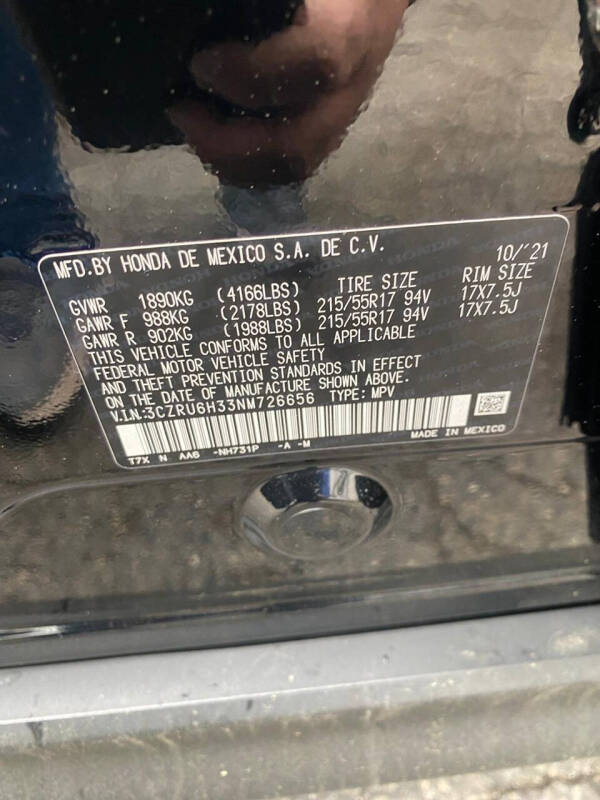 MFD.BY HONDA DE MEXICO S.A. DE C.V. 10/'21
TIRE SIZE RIM SIZE
GVWR 1890KG (4166LBS)
GAWR F 988KG (2178LBS) 215/55R17 94V 17X7.5J
GAWR R 902KG (1988LBS) 215/55R17 94V 17X7.5J
THIS VEHICLE CONFORMS TO ALL APPLICABLE
FEDERAL MOTOR VEHICLE SAFETY
AND THEFT PREVENTION STANDARDS IN EFFECT
ON THE DATE OF MANUFACTURE SHOWN ABOVE.
V.I.N:3CZRU6H33NM726656 TYPE: MPV
T7X N AA6 -NH731P -A -M MADE IN MEXICO